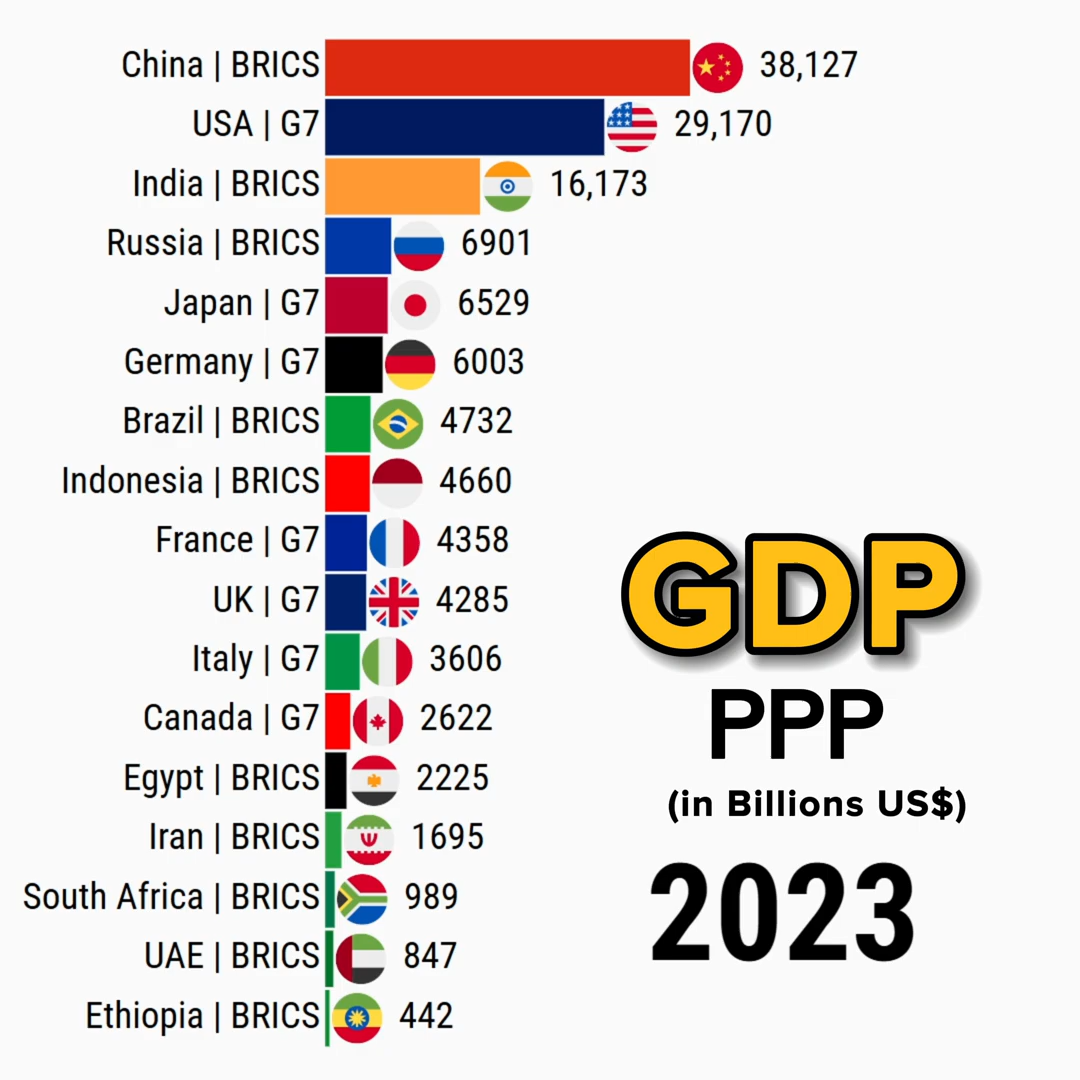 China | BRICS 38,127
USA | G7 29,170
India | BRICS 16,173
Russia | BRICS 6901
Japan | G7 6529
Germany | G7 6003
Brazil | BRICS 4732
Indonesia | BRICS 4660
France | G7 4358
UK | G7 4285
Italy | G7 3606
Canada | G7 2622
Egypt | BRICS 2225
Iran | BRICS 1695
South Africa | BRICS 989
UAE | BRICS 847
Ethiopia | BRICS 442
GDP
PPP
(in Billions US$)
2023